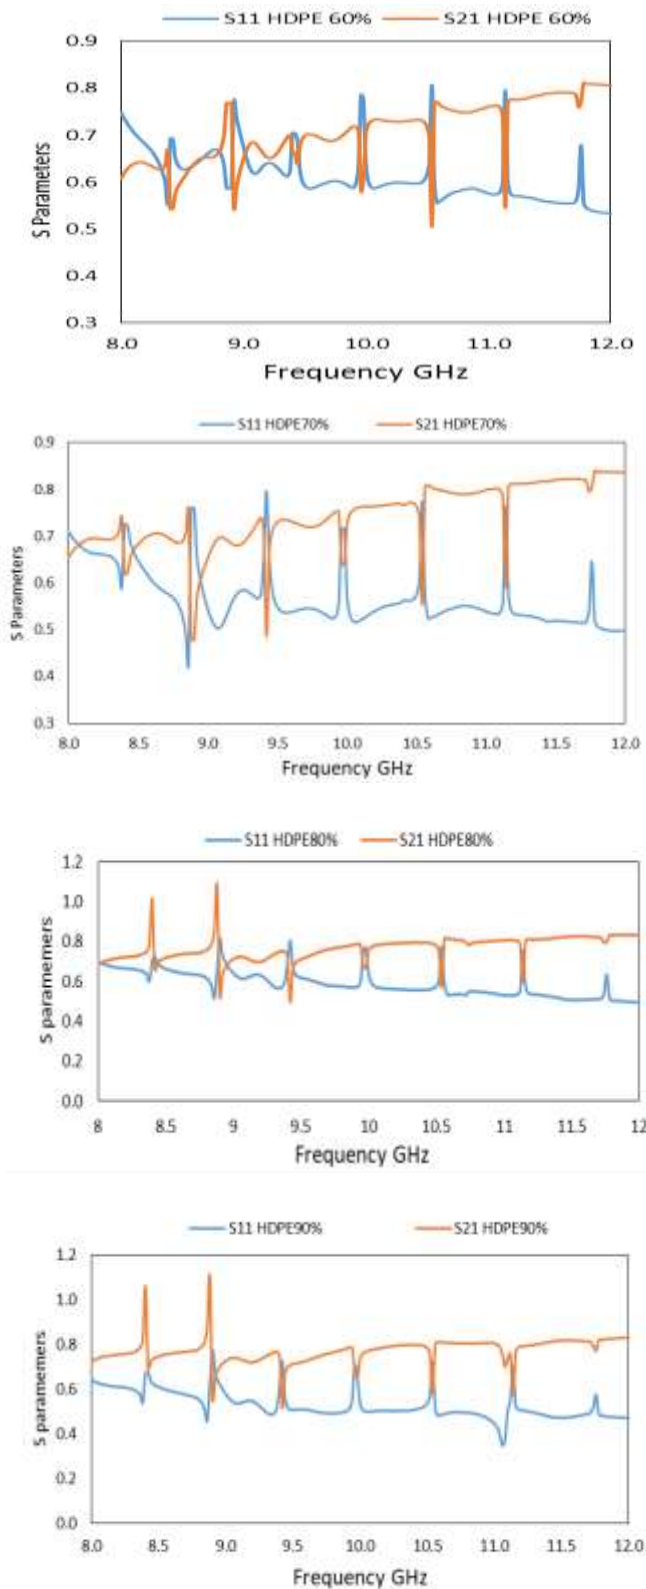 S11 HDPE 60% S21 HDPE 60%
0.9
0.8
0.7
0.6
0.5
0.4
0.3
S Parameters
8.0 9.0 10.0 11.0 12.0
Frequency GHz
S11 HDPE70% S21 HDPE70%
0.9
0.8
0.7
0.6
0.5
0.4
0.3
S Parameters
8.0 8.5 9.0 9.5 10.0 10.5 11.0 11.5 12.0
Frequency GHz
S11 HDPE80% S21 HDPE80%
1.2
1.0
0.8
0.6
0.4
0.2
0.0
S paramemers
8 8.5 9 9.5 10 10.5 11 11.5 12
Frequency GHz
S11 HDPE90% S21 HDPE90%
1.2
1.0
0.8
0.6
0.4
0.2
0.0
S paramemers
8.0 8.5 9.0 9.5 10.0 10.5 11.0 11.5 12.0
Frequency GHz